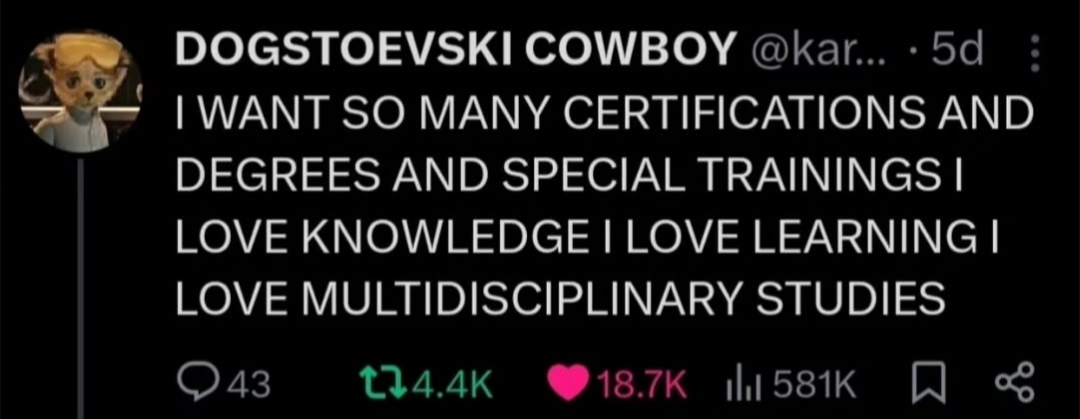 DOGSTOEVSKI COWBOY @kar... · 5d
I WANT SO MANY CERTIFICATIONS AND
DEGREES AND SPECIAL TRAININGS I
LOVE KNOWLEDGE I LOVE LEARNING I
LOVE MULTIDISCIPLINARY STUDIES
43 4.4K 18.7K 581K